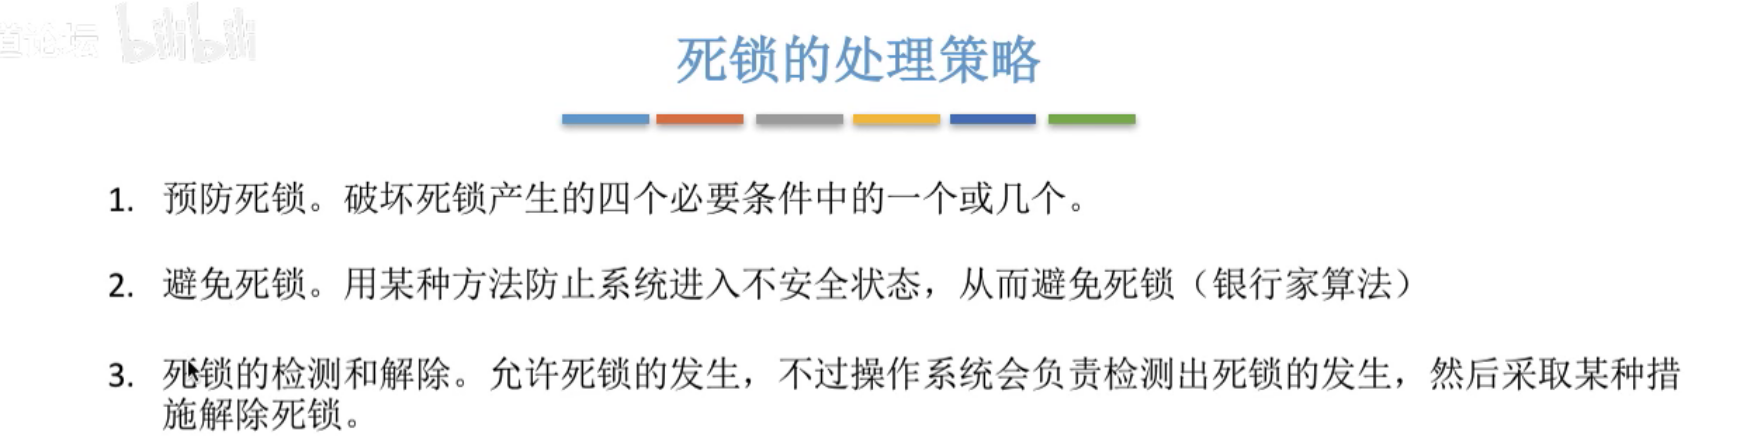 道论坛 bilibili
死锁的处理策略
1. 预防死锁。破坏死锁产生的四个必要条件中的一个或几个。
2. 避免死锁。用某种方法防止系统进入不安全状态，从而避免死锁（银行家算法）
3. 死锁的检测和解除。允许死锁的发生，不过操作系统会负责检测出死锁的发生，然后采取某种措
施解除死锁。